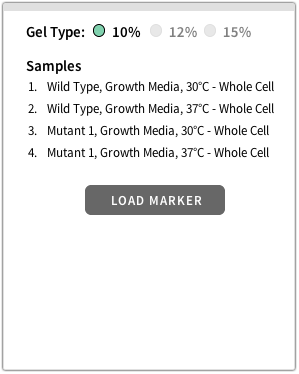 Gel Type: 10% 12% 15%
Samples
1. Wild Type, Growth Media, 30°C - Whole Cell
2. Wild Type, Growth Media, 37°C - Whole Cell
3. Mutant 1, Growth Media, 30°C - Whole Cell
4. Mutant 1, Growth Media, 37°C - Whole Cell
LOAD MARKER